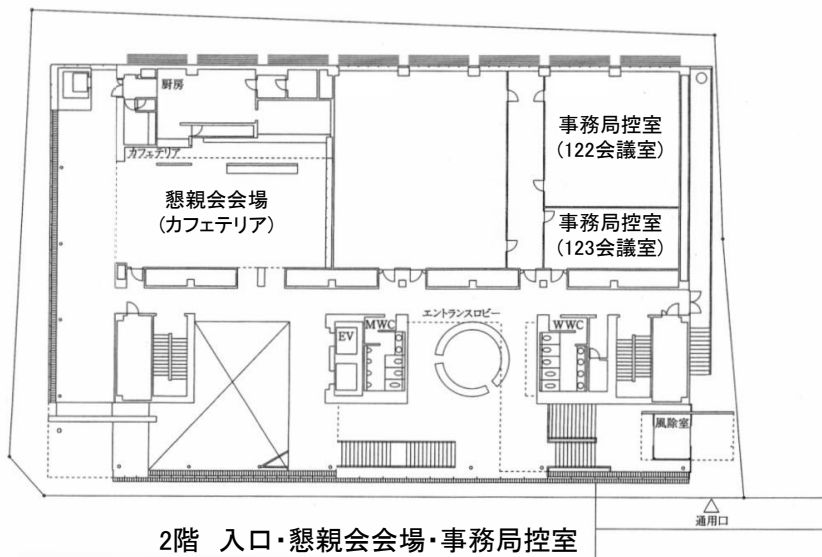 厨房
カフェテリア
懇親会会場
(カフェテリア)
事務局控室
(122会議室)
事務局控室
(123会議室)
エントランスロビー
EV
MWC
WWC
風除室
通用口
2階 入口・懇親会会場・事務局控室